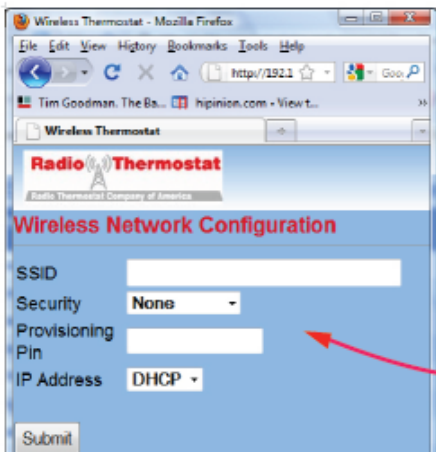 Wireless Thermostat - Mozilla Firefox
File Edit View History Bookmarks Tools Help
http://192.1 Goo
Tim Goodman. The Ba... hipinion.com • View t... »
Wireless Thermostat
Radio Thermostat
Radio Thermostat Company of America
Wireless Network Configuration
SSID
Security None
Provisioning
Pin
IP Address DHCP
Submit